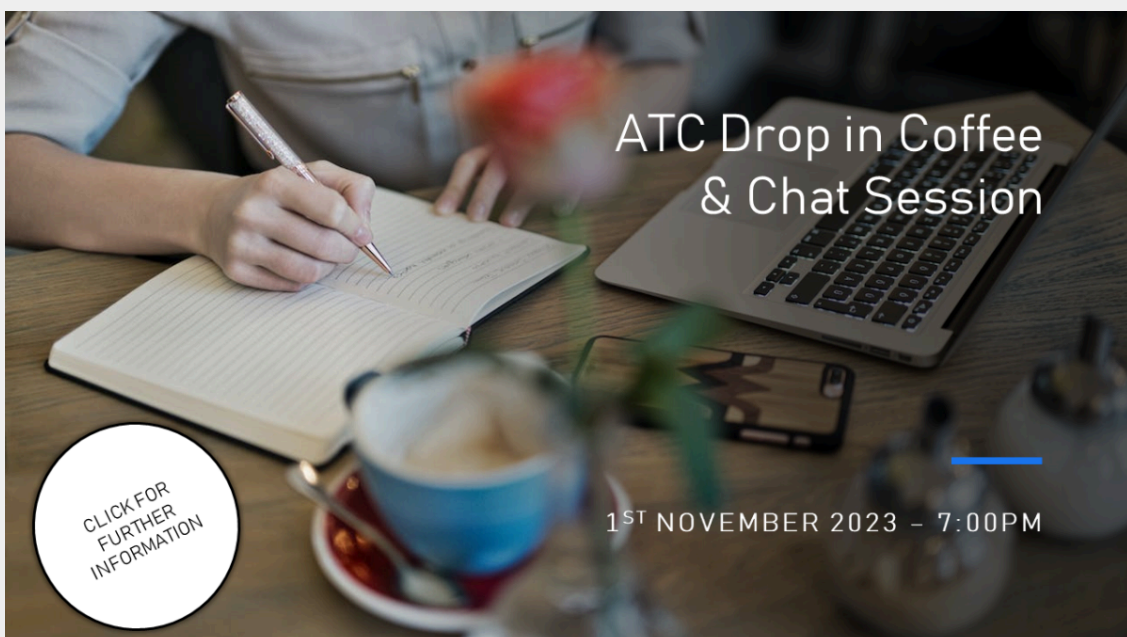 ATC Drop in Coffee
& Chat Session
1ST NOVEMBER 2023 – 7:00PM
CLICK FOR
FURTHER
INFORMATION